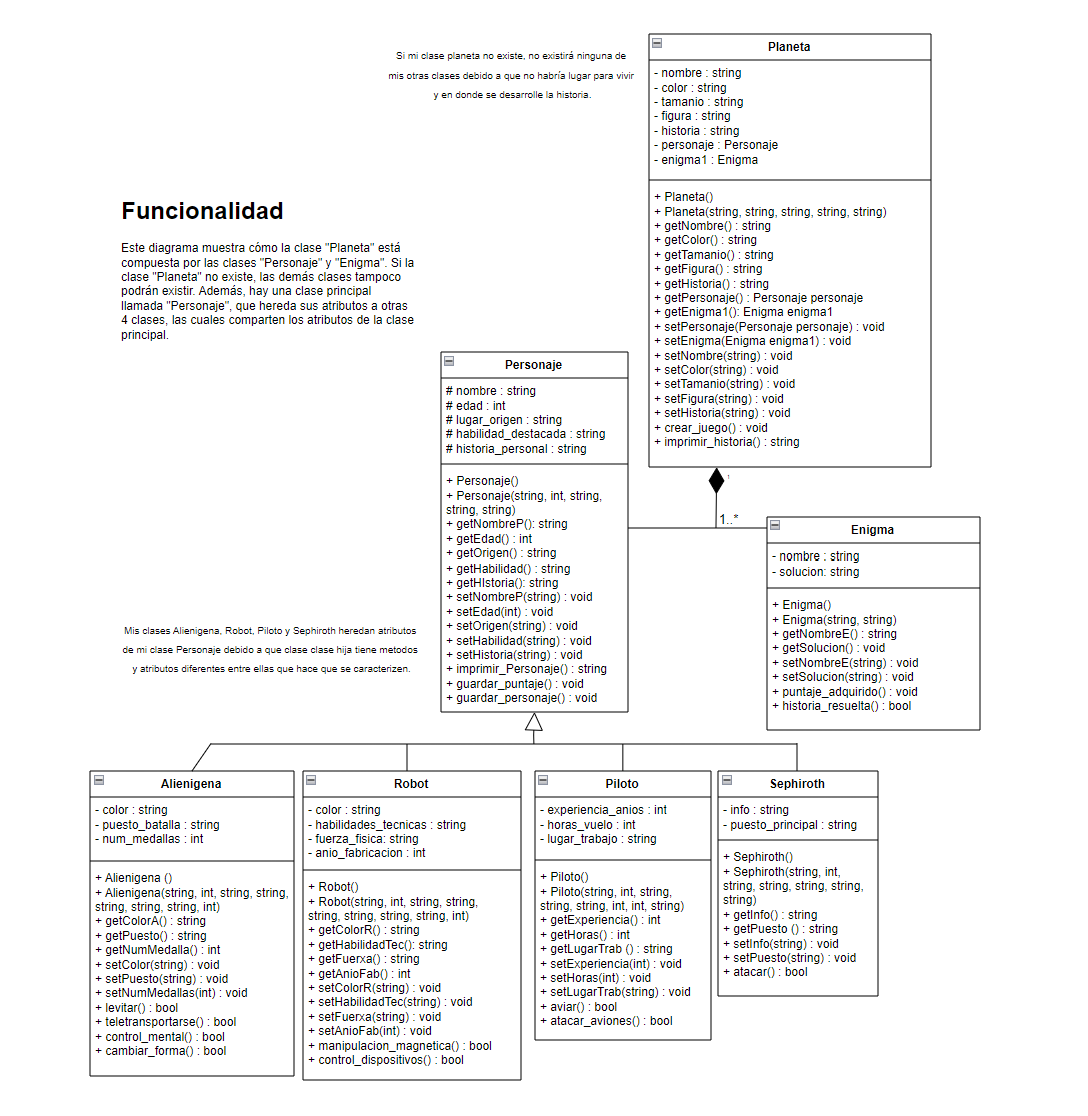 Si mi clase planeta no existe, no existirá ninguna de
mis otras clases debido a que no habría lugar para vivir
y en donde se desarrolle la historia.
Planeta
- nombre : string
- color : string
- tamanio : string
- figura : string
- historia : string
- personaje : Personaje
- enigma1 : Enigma
+ Planeta()
+ Planeta(string, string, string, string, string)
+ getNombre() : string
+ getColor() : string
+ getTamanio() : string
+ getFigura() : string
+ getHistoria() : string
+ getPersonaje() : Personaje personaje
+ getEnigma1(): Enigma enigma1
+ setPersonaje(Personaje personaje) : void
+ setEnigma(Enigma enigma1) : void
+ setNombre(string) : void
+ setColor(string) : void
+ setTamanio(string) : void
+ setFigura(string) : void
+ setHistoria(string) : void
+ crear_juego() : void
+ imprimir_historia() : string
Funcionalidad
Este diagrama muestra cómo la clase "Planeta" está
compuesta por las clases "Personaje" y "Enigma". Si la
clase "Planeta" no existe, las demás clases tampoco
podrán existir. Además, hay una clase principal
llamada "Personaje", que hereda sus atributos a otras
4 clases, las cuales comparten los atributos de la clase
principal.
Personaje
# nombre : string
# edad : int
# lugar_origen : string
# habilidad_destacada : string
# historia_personal : string
+ Personaje()
+ Personaje(string, int, string,
string, string)
+ getNombreP(): string
+ getEdad() : int
+ getOrigen() : string
+ getHabilidad() : string
+ getHIstoria(): string
+ setNombreP(string) : void
+ setEdad(int) : void
+ setOrigen(string) : void
+ setHabilidad(string) : void
+ setHistoria(string) : void
+ imprimir_Personaje() : string
+ guardar_puntaje() : void
+ guardar_personaje() : void
1
1..*
Enigma
- nombre : string
- solucion: string
+ Enigma()
+ Enigma(string, string)
+ getNombreE() : string
+ getSolucion() : void
+ setNombreE(string) : void
+ setSolucion(string) : void
+ puntaje_adquirido() : void
+ historia_resuelta() : bool
Mis clases Alienigena, Robot, Piloto y Sephiroth heredan atributos
de mi clase Personaje debido a que clase clase hija tiene metodos
y atributos diferentes entre ellas que hace que se caracterizen.
Alienigena
- color : string
- puesto_batalla : string
- num_medallas : int
+ Alienigena ()
+ Alienigena(string, int, string, string,
string, string, string, int)
+ getColorA() : string
+ getPuesto() : string
+ getNumMedalla() : int
+ setColor(string) : void
+ setPuesto(string) : void
+ setNumMedallas(int) : void
+ levitar() : bool
+ teletransportarse() : bool
+ control_mental() : bool
+ cambiar_forma() : bool
Robot
- color : string
- habilidades_tecnicas : string
- fuerza_fisica: string
- anio_fabricacion : int
+ Robot()
+ Robot(string, int, string, string,
string, string, string, string, int)
+ getColorR() : string
+ getHabilidadTec(): string
+ getFuerxa() : string
+ getAnioFab() : int
+ setColorR(string) : void
+ setHabilidadTec(string) : void
+ setFuerxa(string) : void
+ setAnioFab(int) : void
+ manipulacion_magnetica() : bool
+ control_dispositivos() : bool
Piloto
- experiencia_anios : int
- horas_vuelo : int
- lugar_trabajo : string
+ Piloto()
+ Piloto(string, int, string,
string, string, int, int, string)
+ getExperiencia() : int
+ getHoras() : int
+ getLugarTrab () : string
+ setExperiencia(int) : void
+ setHoras(int) : void
+ setLugarTrab(string) : void
+ aviar() : bool
+ atacar_aviones() : bool
Sephiroth
- info : string
- puesto_principal : string
+ Sephiroth()
+ Sephiroth(string, int,
string, string, string, string,
string)
+ getInfo() : string
+ getPuesto () : string
+ setInfo(string) : void
+ setPuesto(string) : void
+ atacar() : bool